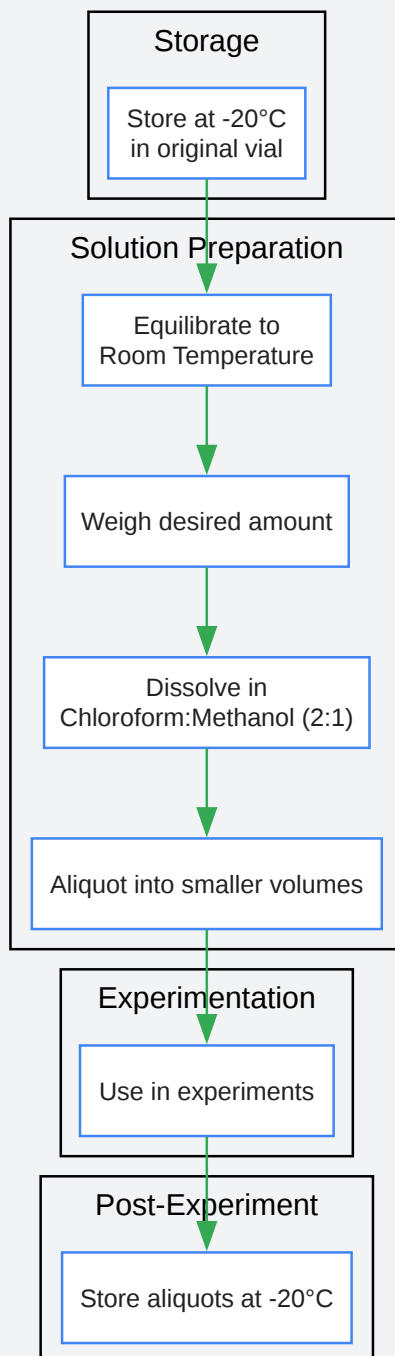 Storage
Store at -20°C
in original vial
Solution Preparation
Equilibrate to
Room Temperature
Weigh desired amount
Dissolve in
Chloroform:Methanol (2:1)
Aliquot into smaller volumes
Experimentation
Use in experiments
Post-Experiment
Store aliquots at -20°C